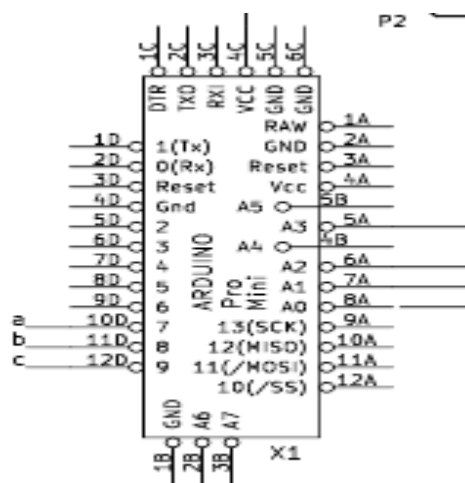 P2
1C 2C 3C 4C 5C 6C
DTR TXO RXI VCC GND GND
RAW 1A
1D 1(Tx) GND 2A
2D 0(Rx) Reset 3A
3D Reset Vcc 4A
4D Gnd A5 5B
5D 2 A3 5A
6D 3 A4 4B
7D 4 A2 6A
8D 5 A1 7A
9D 6 A0 8A
a 10D 7 13(SCK) 9A
b 11D 8 12(MISO) 10A
c 12D 9 11(/MOSI) 11A
10(/SS) 12A
ARDUINO
Pro
Mini
GND A6 A7
1B 2B 3B
X1